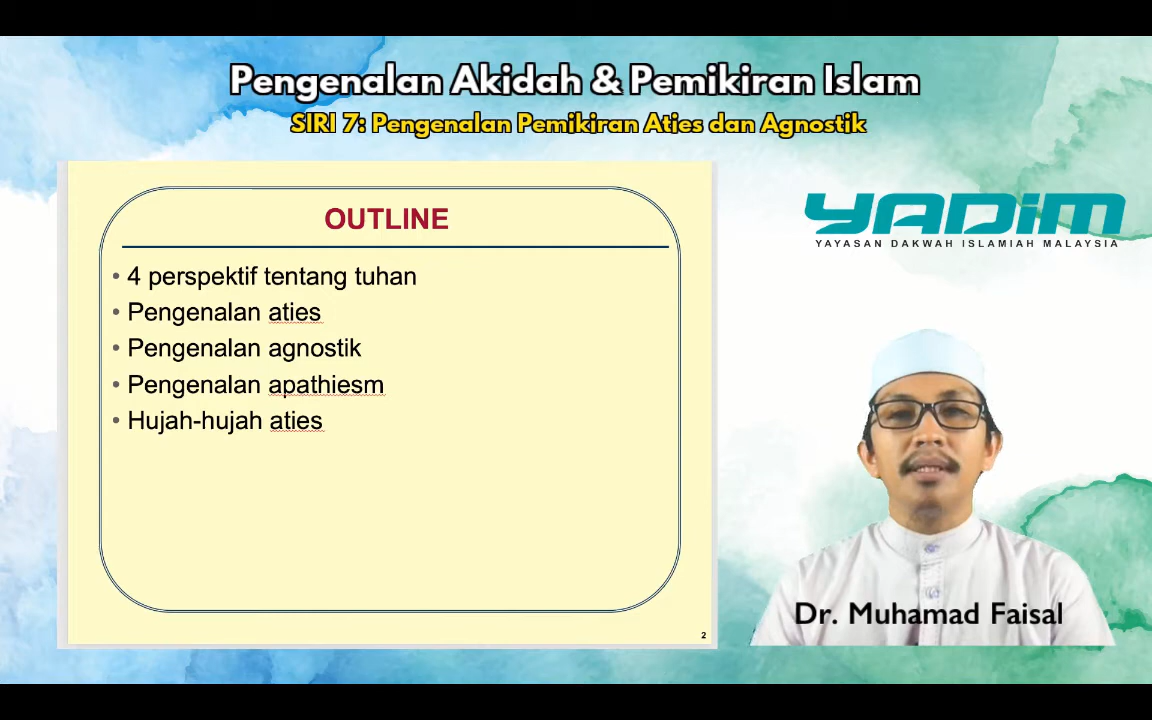 Pengenalan Akidah & Pemikiran Islam
SIRI 7: Pengenalan Pemikiran Aties dan Agnostik
OUTLINE
• 4 perspektif tentang tuhan
• Pengenalan aties
• Pengenalan agnostik
• Pengenalan apathiesm
• Hujah-hujah aties
2
YADIM
YAYASAN DAKWAH ISLAMIAH MALAYSIA
Dr. Muhamad Faisal